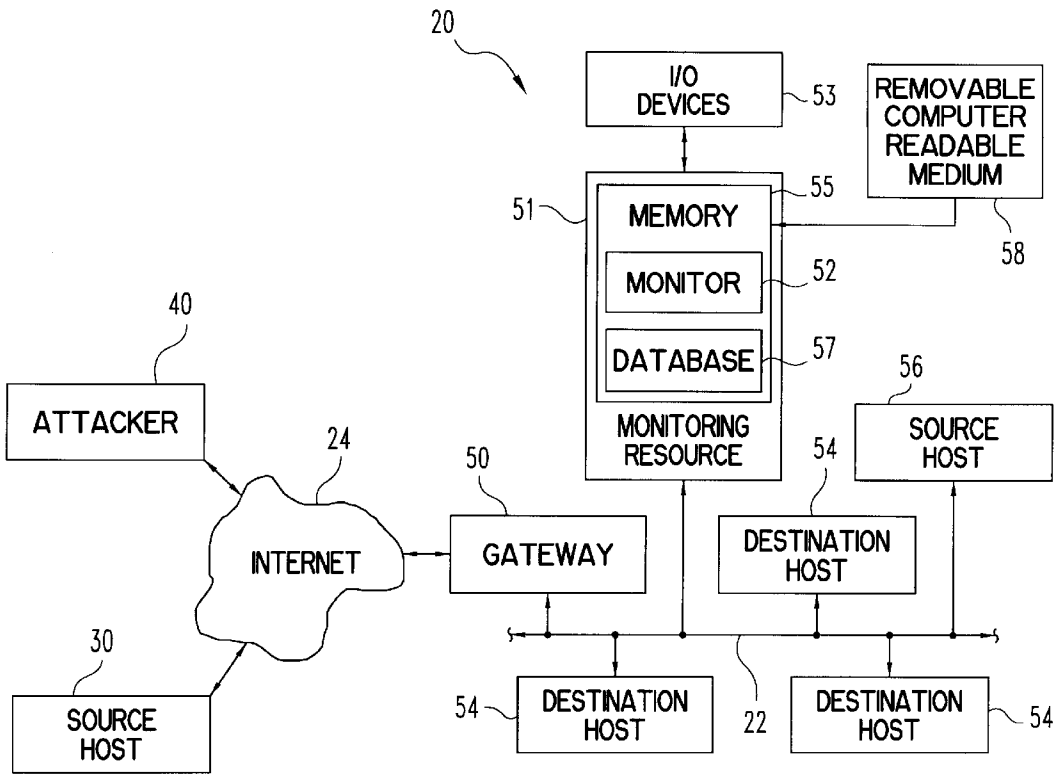 20
I/O
DEVICES
53
REMOVABLE
COMPUTER
READABLE
MEDIUM
58
51
55
MEMORY
MONITOR
52
DATABASE
57
MONITORING
RESOURCE
40
ATTACKER
24
INTERNET
50
GATEWAY
54
DESTINATION
HOST
56
SOURCE
HOST
30
SOURCE
HOST
54
DESTINATION
HOST
22
DESTINATION
HOST
54